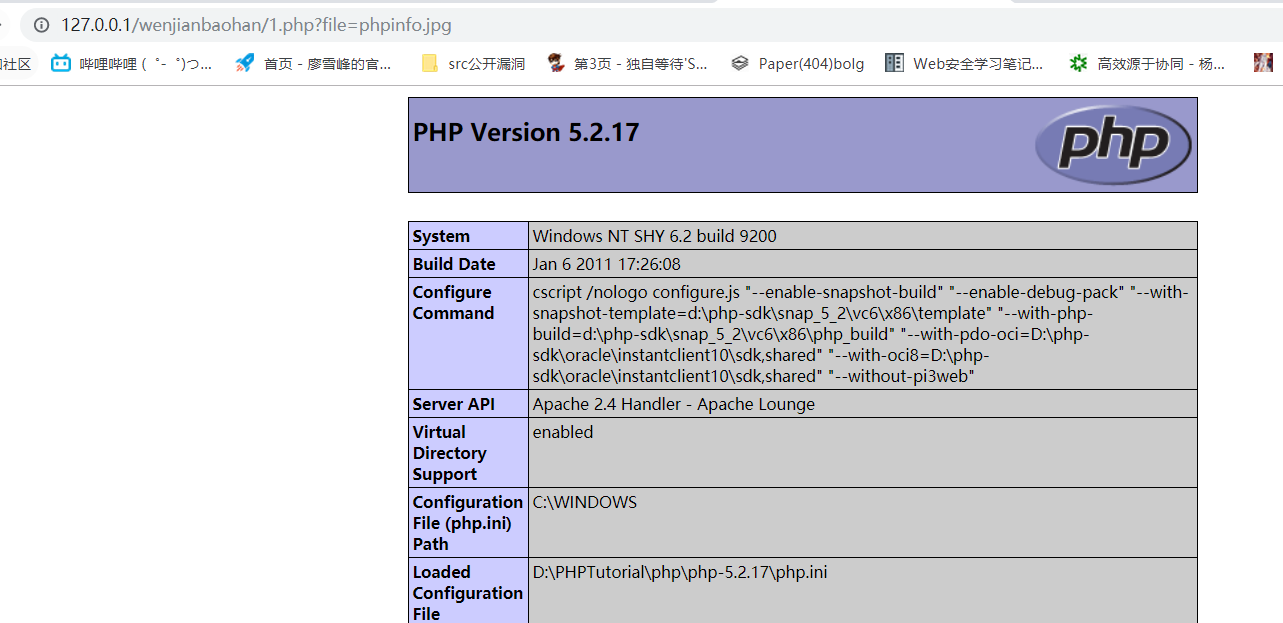 127.0.0.1/wenjianbaohan/1.php?file=phpinfo.jpg
社区 哔哩哔哩 ( ゜- ゜)つ... 首页 - 廖雪峰的官... src公开漏洞 第3页 - 独自等待'S... Paper(404)bolg Web安全学习笔记... 高效源于协同 - 杨...
PHP Version 5.2.17
php
System Windows NT SHY 6.2 build 9200
Build Date Jan 6 2011 17:26:08
Configure cscript /nologo configure.js "--enable-snapshot-build" "--enable-debug-pack" "--with-
Command snapshot-template=d:\php-sdk\snap_5_2\vc6\x86\template" "--with-php-
build=d:\php-sdk\snap_5_2\vc6\x86\php_build" "--with-pdo-oci=D:\php-
sdk\oracle\instantclient10\sdk,shared" "--with-oci8=D:\php-
sdk\oracle\instantclient10\sdk,shared" "--without-pi3web"
Server API Apache 2.4 Handler - Apache Lounge
Virtual enabled
Directory
Support
Configuration C:\WINDOWS
File (php.ini)
Path
Loaded D:\PHPTutorial\php\php-5.2.17\php.ini
Configuration
File